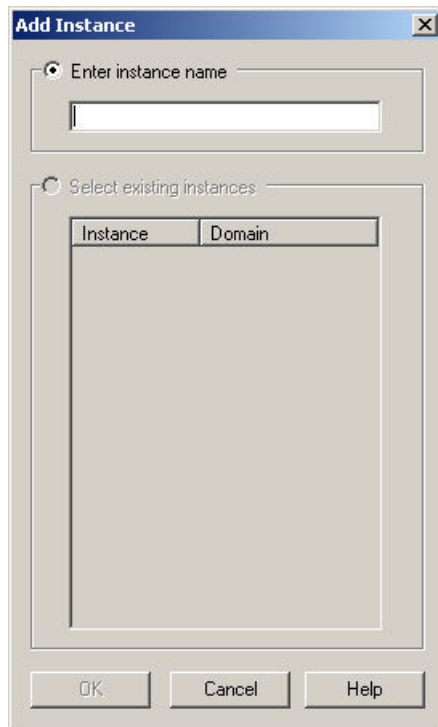 Add Instance
Enter instance name
Select existing instances
Instance Domain
OK Cancel Help